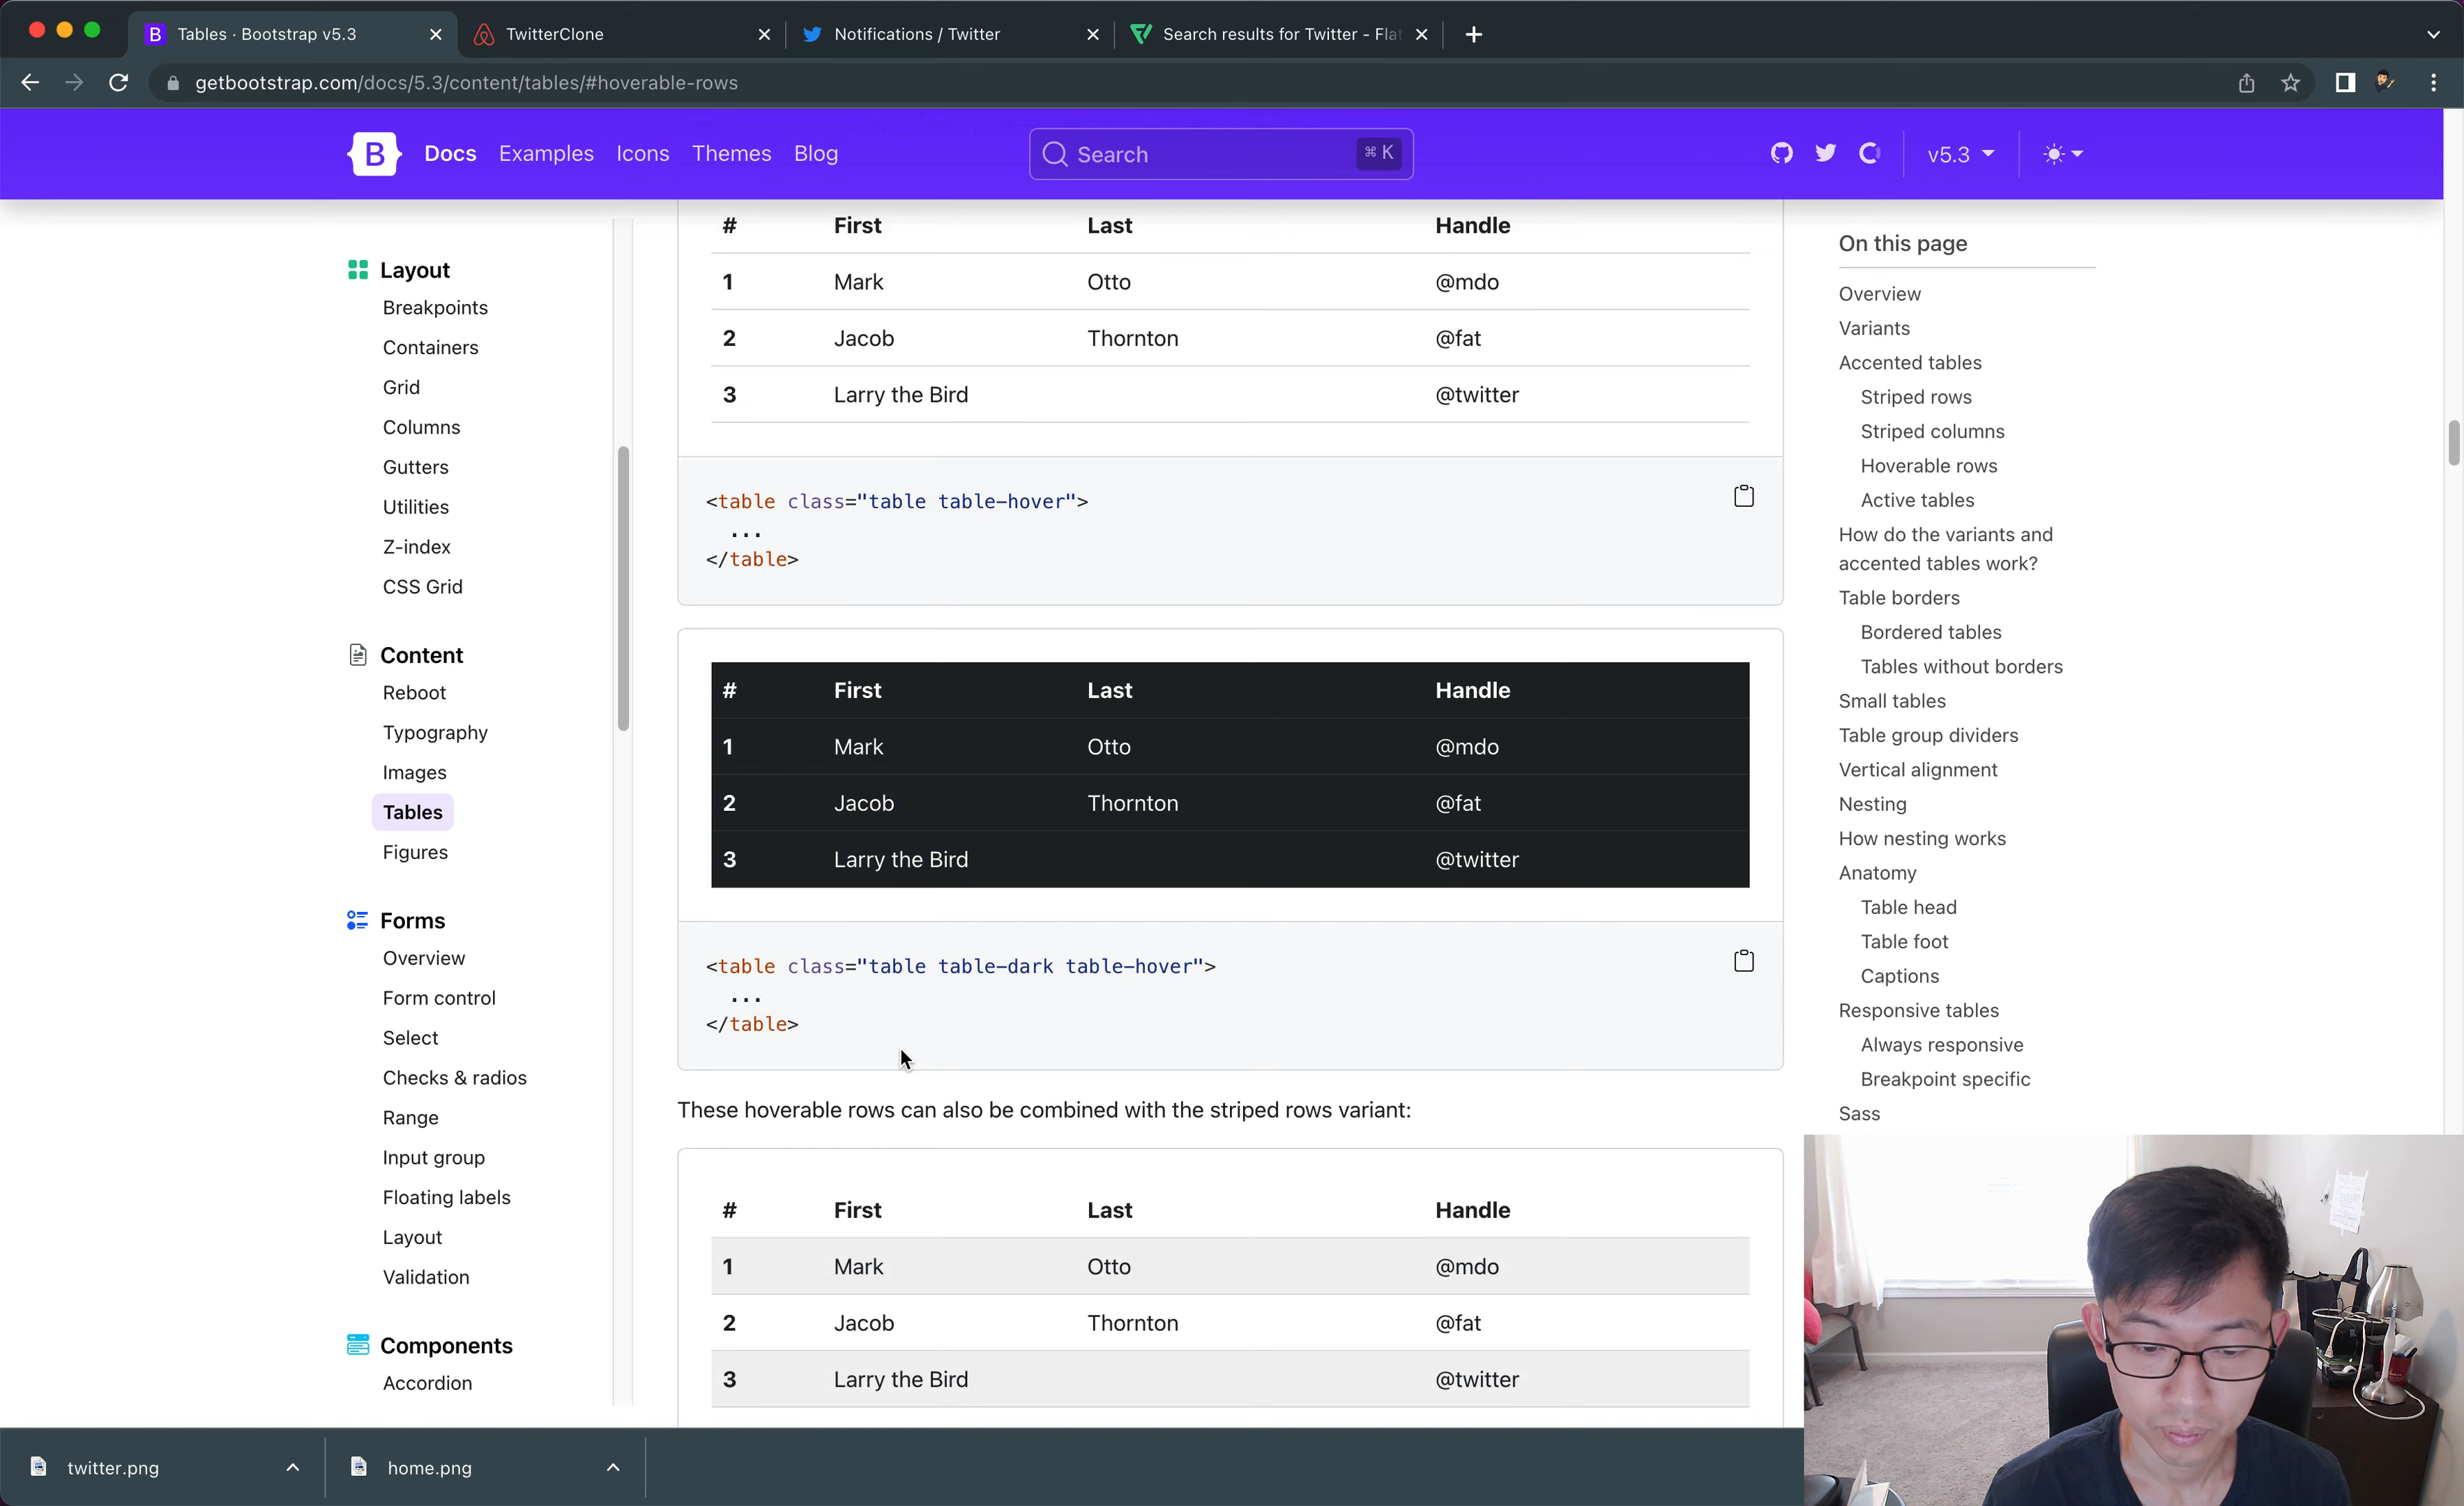 B Tables · Bootstrap v5.3
TwitterClone
Notifications / Twitter
Search results for Twitter - Flat
getbootstrap.com/docs/5.3/content/tables/#hoverable-rows
B Docs Examples Icons Themes Blog
Search ⌘ K
v5.3
Layout
Breakpoints
Containers
Grid
Columns
Gutters
Utilities
Z-index
CSS Grid
Content
Reboot
Typography
Images
Tables
Figures
Forms
Overview
Form control
Select
Checks & radios
Range
Input group
Floating labels
Layout
Validation
Components
Accordion
# First Last Handle
1 Mark Otto @mdo
2 Jacob Thornton @fat
3 Larry the Bird @twitter
<table class="table table-hover">
...
</table>
# First Last Handle
1 Mark Otto @mdo
2 Jacob Thornton @fat
3 Larry the Bird @twitter
<table class="table table-dark table-hover">
...
</table>
These hoverable rows can also be combined with the striped rows variant:
# First Last Handle
1 Mark Otto @mdo
2 Jacob Thornton @fat
3 Larry the Bird @twitter
On this page
Overview
Variants
Accented tables
Striped rows
Striped columns
Hoverable rows
Active tables
How do the variants and
accented tables work?
Table borders
Bordered tables
Tables without borders
Small tables
Table group dividers
Vertical alignment
Nesting
How nesting works
Anatomy
Table head
Table foot
Captions
Responsive tables
Always responsive
Breakpoint specific
Sass
twitter.png
home.png